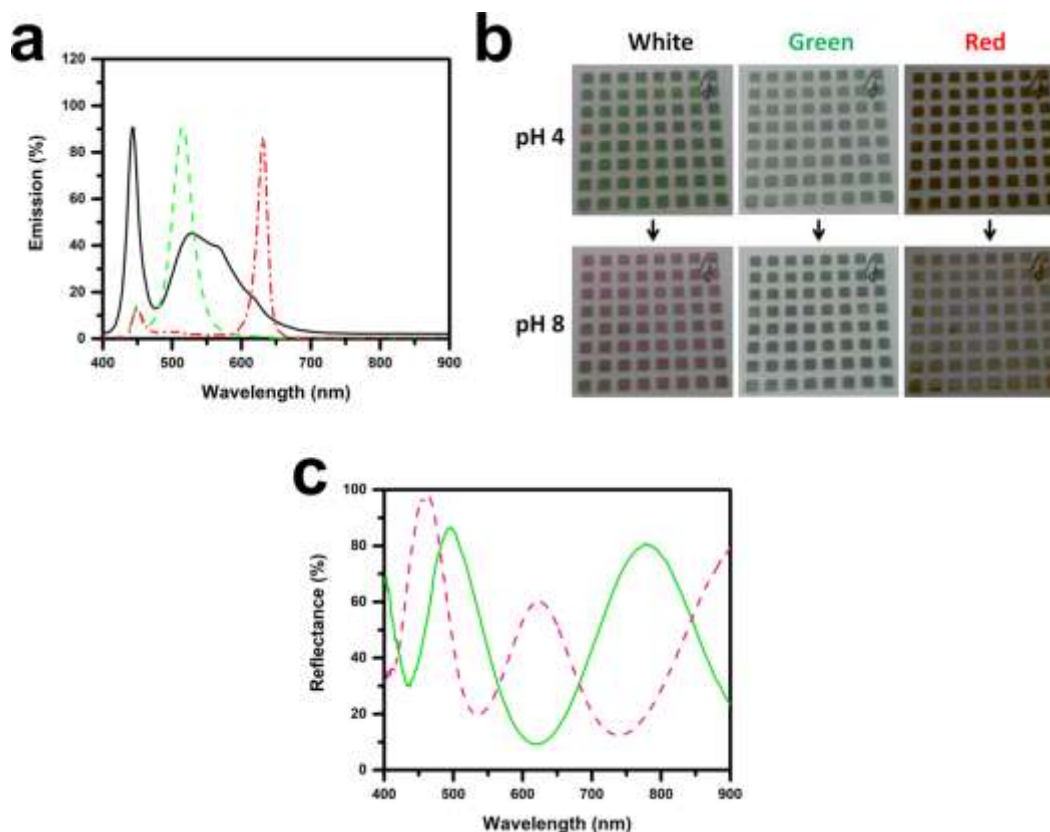 a
120
100
80
60
40
20
0
Emission (%)
400 500 600 700 800 900
Wavelength (nm)
b
White Green Red
pH 4
pH 8
c
100
80
60
40
20
0
Reflectance (%)
400 500 600 700 800 900
Wavelength (nm)